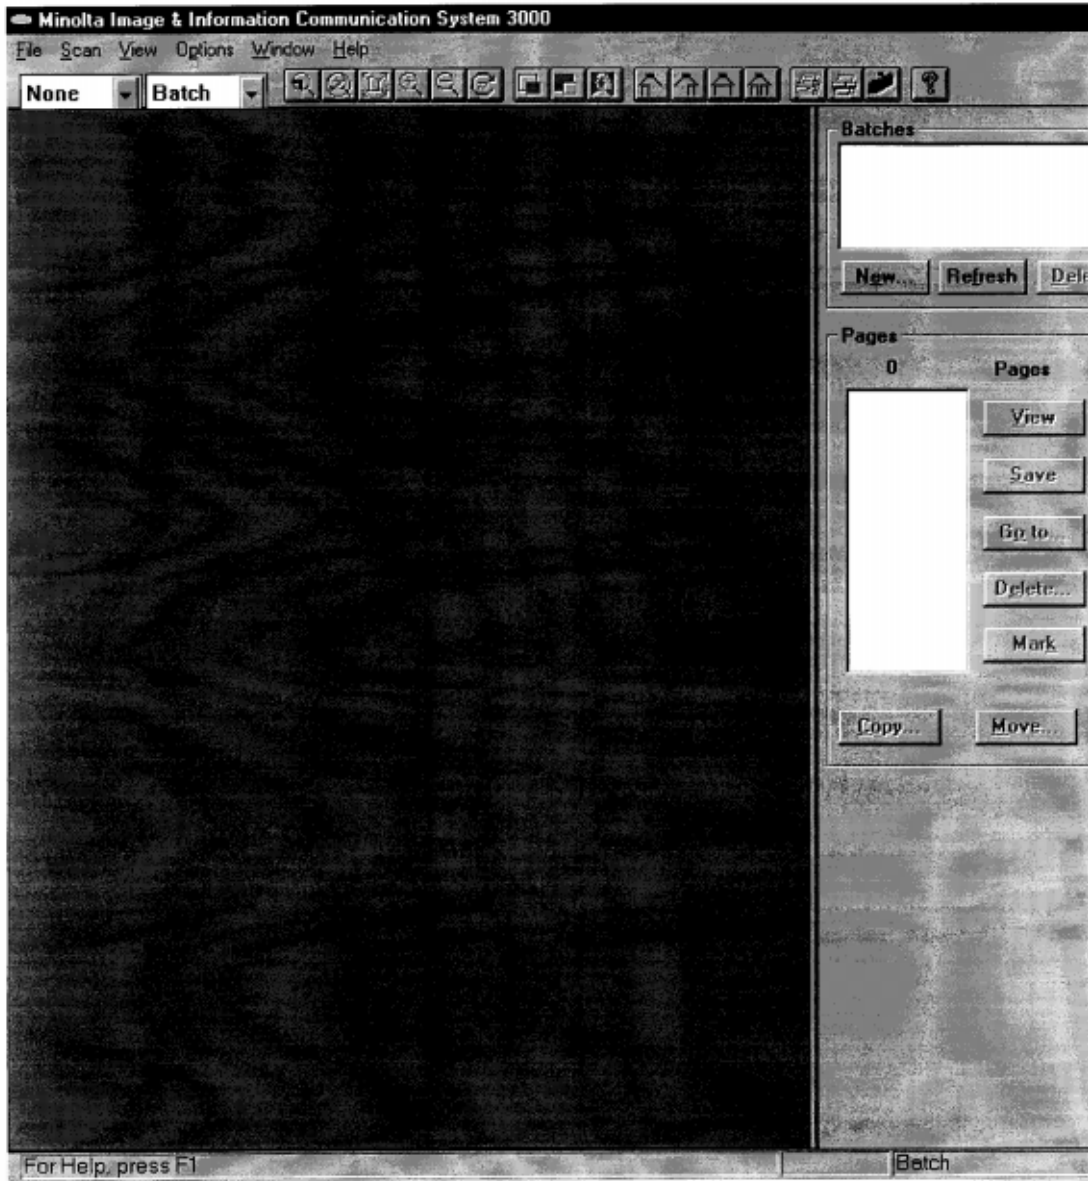 Minolta Image & Information Communication System 3000
File Scan View Options Window Help
None Batch
Batches
New... Refresh Dele
Pages
0 Pages
View
Save
Go to...
Delete...
Mark
Copy... Move...
For Help, press F1 Batch